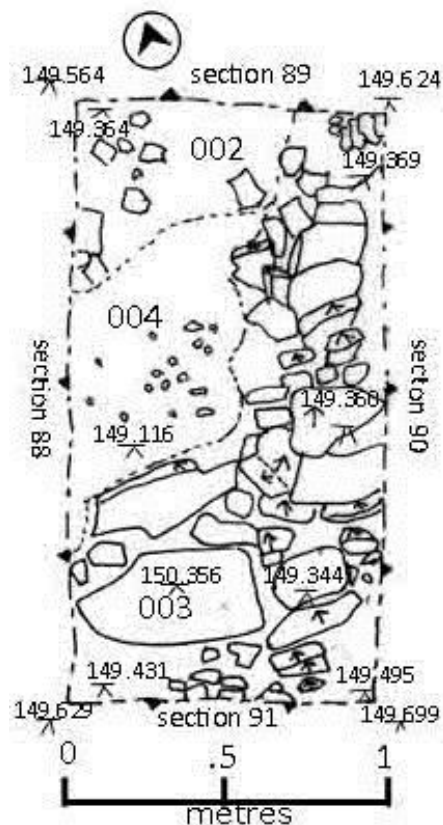 section 89
149.564
149.624
149.364
002
149.369
004
section 88
section 90
149.360
149.116
150.356
149.344
003
149.431
149.495
149.629
section 91
149.699
0 .5 1
metres